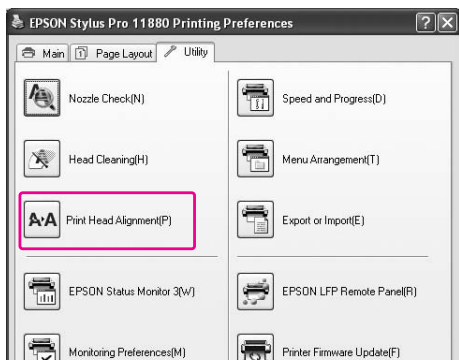 EPSON Stylus Pro 11880 Printing Preferences
Main
Page Layout
Utility
Nozzle Check(N)
Speed and Progress(D)
Head Cleaning(H)
Menu Arrangement(T)
A·A
Print Head Alignment(P)
Export or Import(E)
EPSON Status Monitor 3(W)
EPSON LFP Remote Panel(R)
Monitoring Preferences(M)
Printer Firmware Update(F)